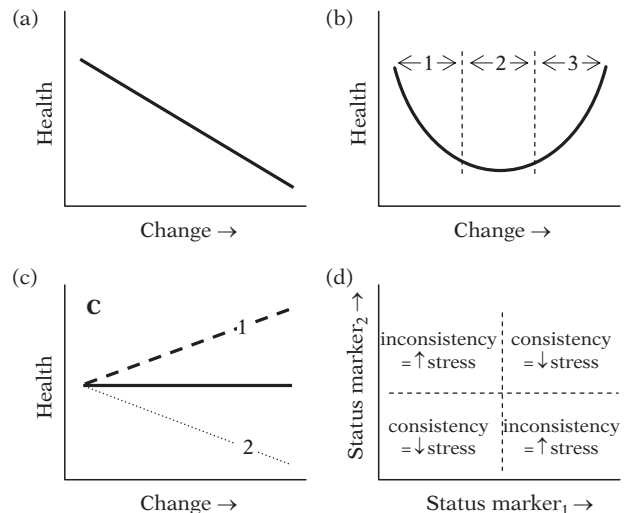 (a)
Health
Change →
(b)
← 1 → ← 2 → ← 3 →
Health
Change →
(c)
C
1
2
Health
Change →
(d)
Status marker₂ →
inconsistency
= ↑ stress
consistency
= ↓ stress
consistency
= ↓ stress
inconsistency
= ↑ stress
Status marker₁ →